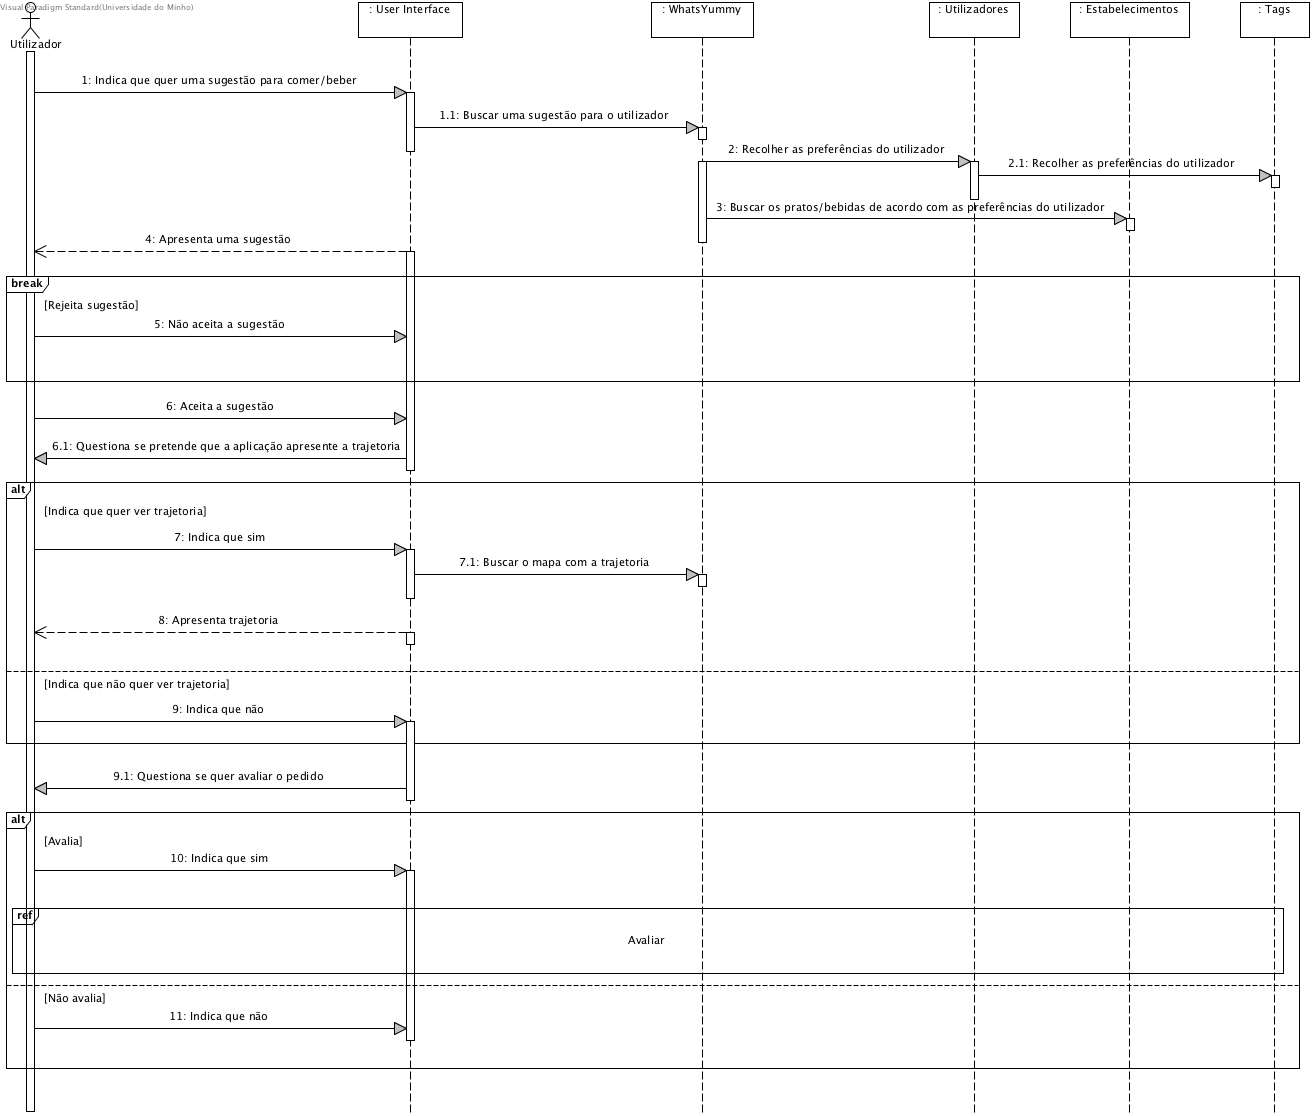 Visual Paradigm Standard(Universidade do Minho)
: User Interface
: WhatsYummy
: Utilizadores
: Estabelecimentos
: Tags
Utilizador
1: Indica que quer uma sugestão para comer/beber
1.1: Buscar uma sugestão para o utilizador
2: Recolher as preferências do utilizador
2.1: Recolher as preferências do utilizador
3: Buscar os pratos/bebidas de acordo com as preferências do utilizador
4: Apresenta uma sugestão
break
[Rejeita sugestão]
5: Não aceita a sugestão
6: Aceita a sugestão
6.1: Questiona se pretende que a aplicação apresente a trajetoria
alt
[Indica que quer ver trajetoria]
7: Indica que sim
7.1: Buscar o mapa com a trajetoria
8: Apresenta trajetoria
[Indica que não quer ver trajetoria]
9: Indica que não
9.1: Questiona se quer avaliar o pedido
alt
[Avalia]
10: Indica que sim
ref
Avaliar
[Não avalia]
11: Indica que não